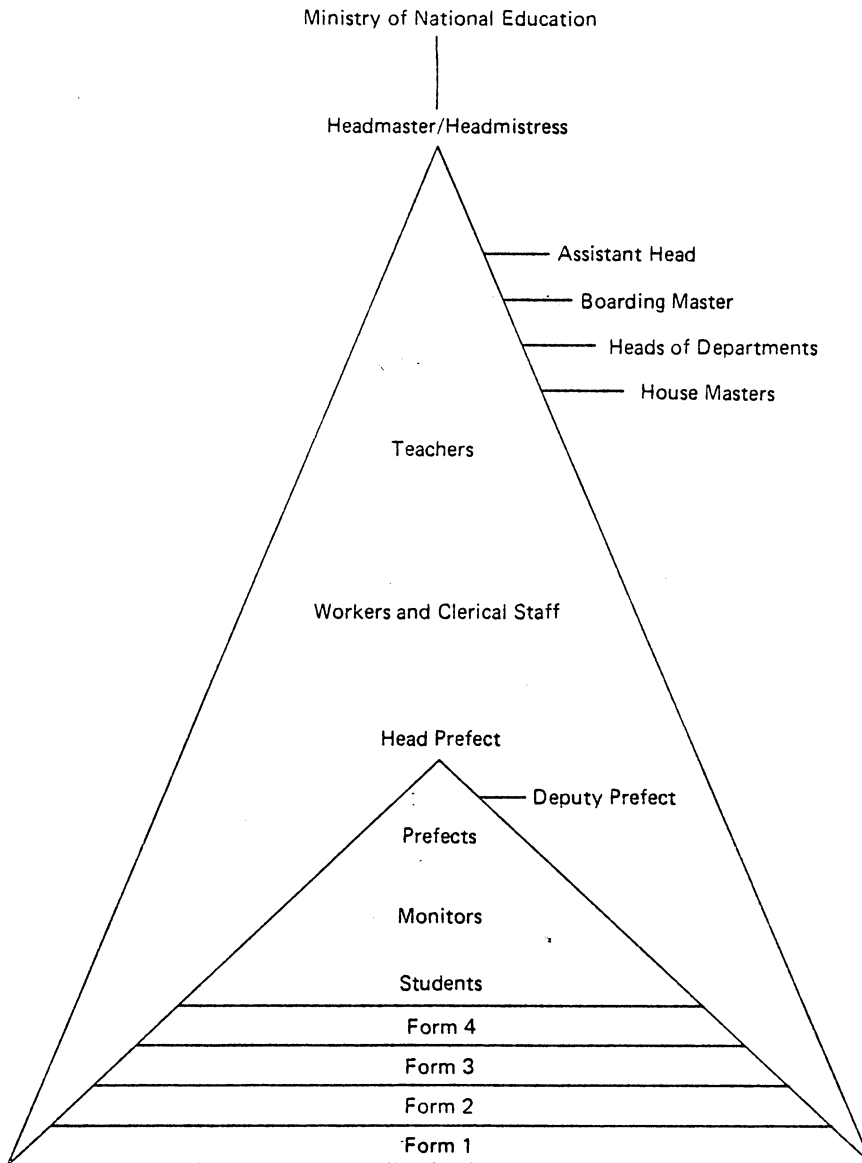 Ministry of National Education
Headmaster/Headmistress
Assistant Head
Boarding Master
Heads of Departments
House Masters
Teachers
Workers and Clerical Staff
Head Prefect
Deputy Prefect
Prefects
Monitors
Students
Form 4
Form 3
Form 2
Form 1